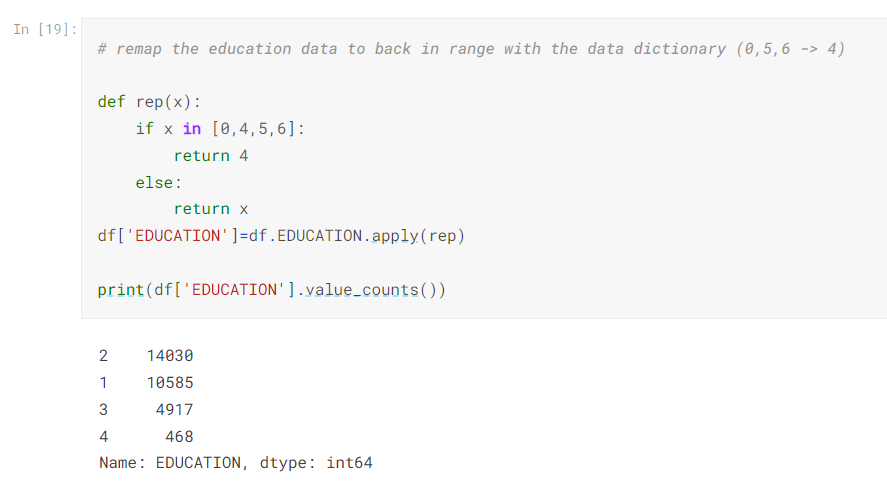 In [19]:
# remap the education data to back in range with the data dictionary (0,5,6 -> 4)
def rep(x):
    if x in [0,4,5,6]:
        return 4
    else:
        return x
df['EDUCATION']=df.EDUCATION.apply(rep)
print(df['EDUCATION'].value_counts())
2    14030
1    10585
3     4917
4      468
Name: EDUCATION, dtype: int64